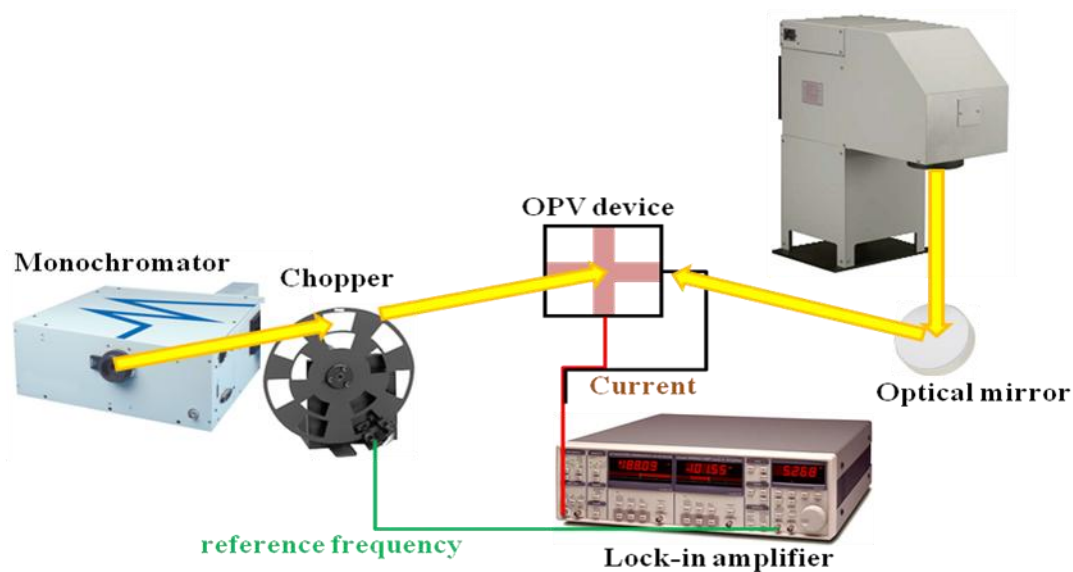 OPV device
Monochromator
Chopper
Current
Optical mirror
reference frequency
Lock-in amplifier